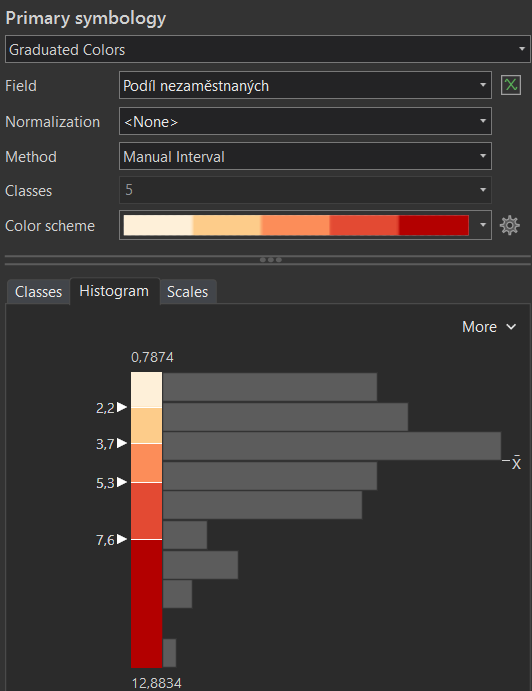 Primary symbology
Graduated Colors
Field Podíl nezaměstnaných
Normalization <None>
Method Manual Interval
Classes 5
Color scheme
Classes Histogram Scales
More
0,7874
2,2
3,7
x̄
5,3
7,6
12,8834